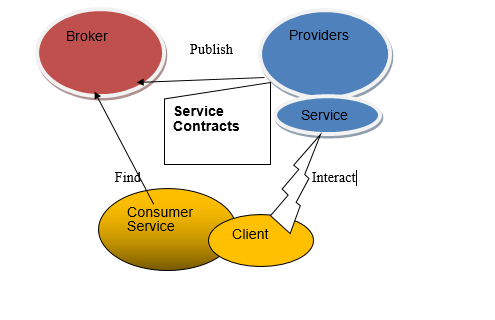 Broker
Providers
Publish
Service
Contracts
Service
Find
Interact
Consumer
Service
Client